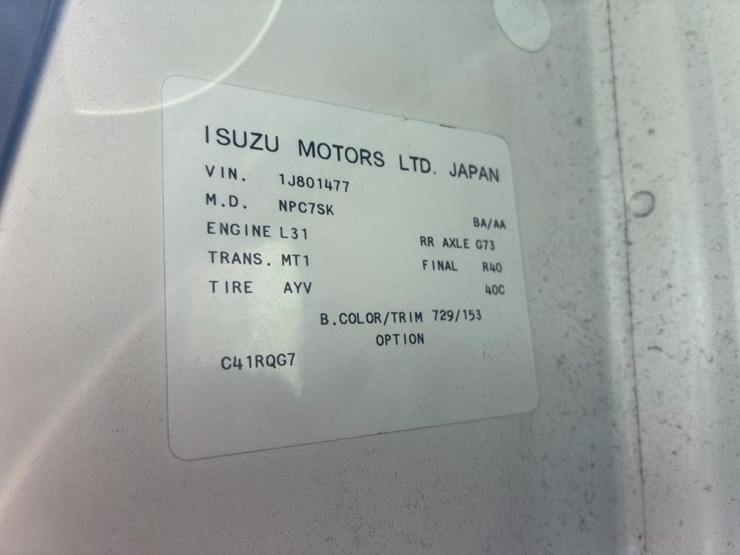 ISUZU MOTORS LTD. JAPAN
VIN. 1J801477
M.D. NPC7SK BA/AA
ENGINE L31 RR AXLE G73
TRANS. MT1 FINAL R40
TIRE AYV 40C
B.COLOR/TRIM 729/153
OPTION
C41RQG7